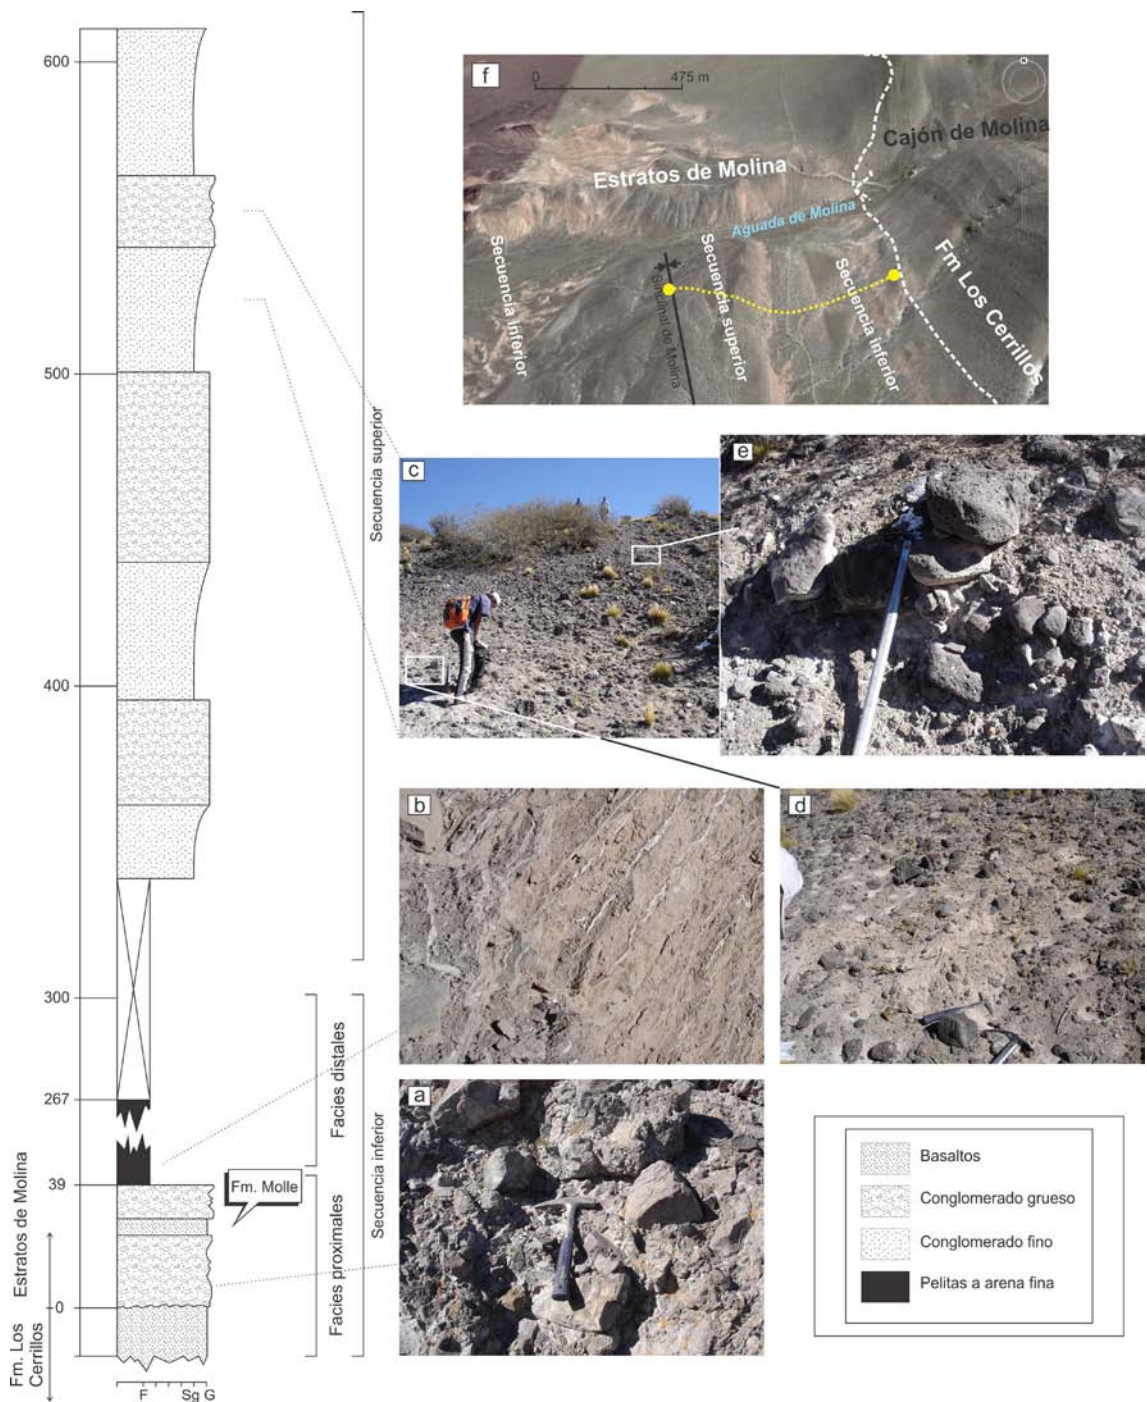 600
500
400
300
267
39
0
Estratos de Molina
Fm. Los
Cerrillos
F
Sg
G
Secuencia superior
Facies distales
Secuencia inferior
Facies proximales
Fm. Molle
f
0
475 m
Cajón de Molina
Estratos de Molina
Aguada de Molina
Secuencia inferior
Sinclinal de Molina
Secuencia superior
Secuencia inferior
Fm Los Cerrillos
c
e
b
d
a
Basaltos
Conglomerado grueso
Conglomerado fino
Pelitas a arena fina